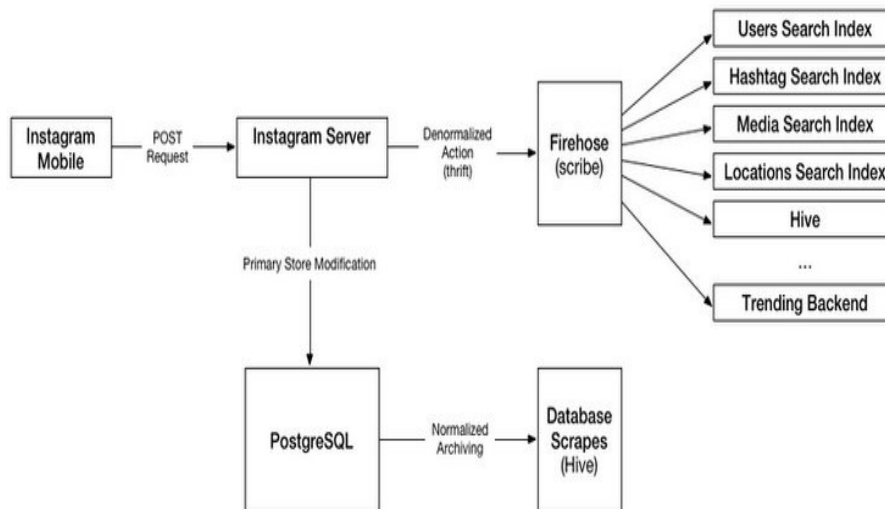 Users Search Index
Hashtag Search Index
Media Search Index
Locations Search Index
Hive
...
Trending Backend
Instagram
Mobile
POST
Request
Instagram Server
Denormalized
Action
(thrift)
Firehose
(scribe)
Primary Store Modification
PostgreSQL
Normalized
Archiving
Database
Scrapes
(Hive)